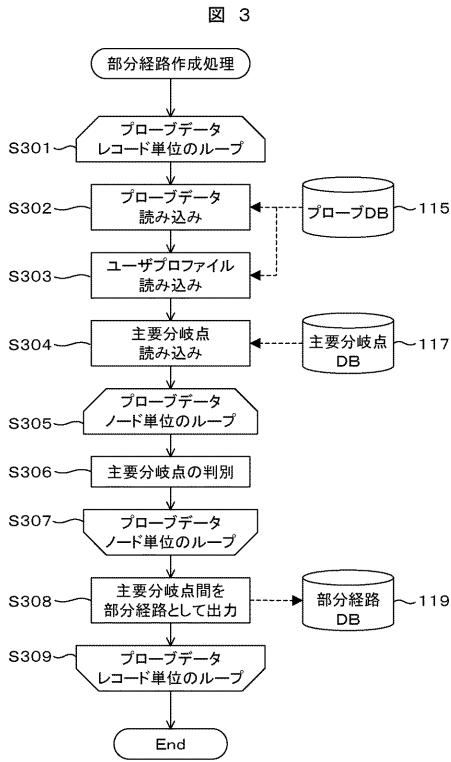 図 3
部分経路作成処理
S301
プローブデータ
レコード単位のループ
S302
プローブデータ
読み込み
プローブDB
115
S303
ユーザプロファイル
読み込み
S304
主要分岐点
読み込み
主要分岐点
DB
117
S305
プローブデータ
ノード単位のループ
S306
主要分岐点の判別
S307
プローブデータ
ノード単位のループ
S308
主要分岐点間を
部分経路として出力
部分経路
DB
119
S309
プローブデータ
レコード単位のループ
End